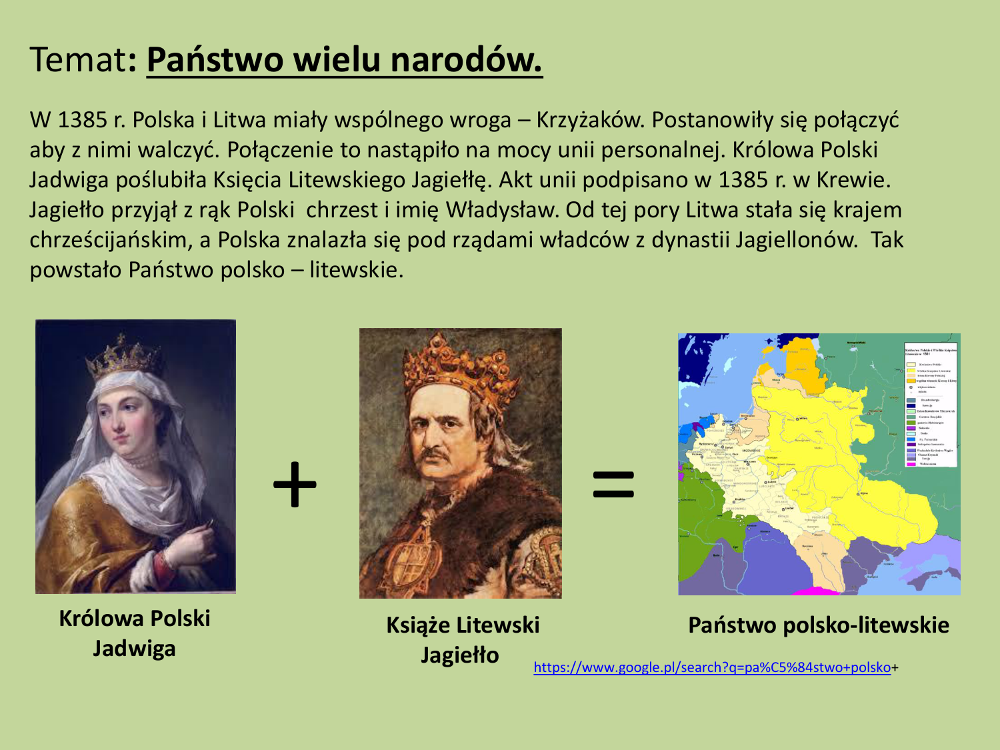 Temat: Państwo wielu narodów.
W 1385 r. Polska i Litwa miały wspólnego wroga – Krzyżaków. Postanowiły się połączyć
aby z nimi walczyć. Połączenie to nastąpiło na mocy unii personalnej. Królowa Polski
Jadwiga poślubiła Księcia Litewskiego Jagiełłę. Akt unii podpisano w 1385 r. w Krewie.
Jagiełło przyjął z rąk Polski  chrzest i imię Władysław. Od tej pory Litwa stała się krajem
chrześcijańskim, a Polska znalazła się pod rządami władców z dynastii Jagiellonów.  Tak
powstało Państwo polsko – litewskie.
+
=
Królowa Polski
Jadwiga
Książe Litewski
Jagiełło
Państwo polsko-litewskie
https://www.google.pl/search?q=pa%C5%84stwo+polsko+